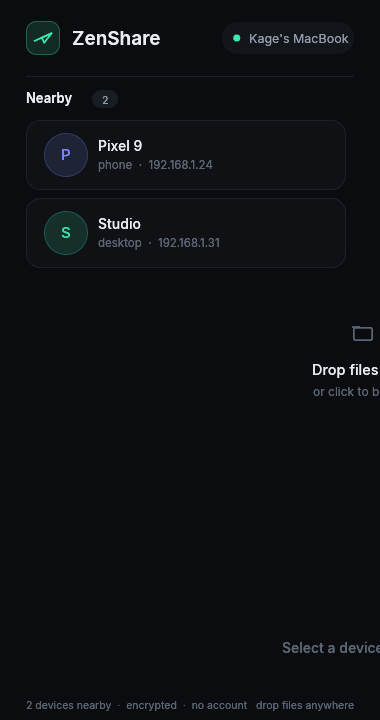 ZenShare
Kage's MacBook
Nearby 2
P
Pixel 9
phone · 192.168.1.24
S
Studio
desktop · 192.168.1.31
Drop files
or click to b
Select a device
2 devices nearby · encrypted · no account drop files anywhere